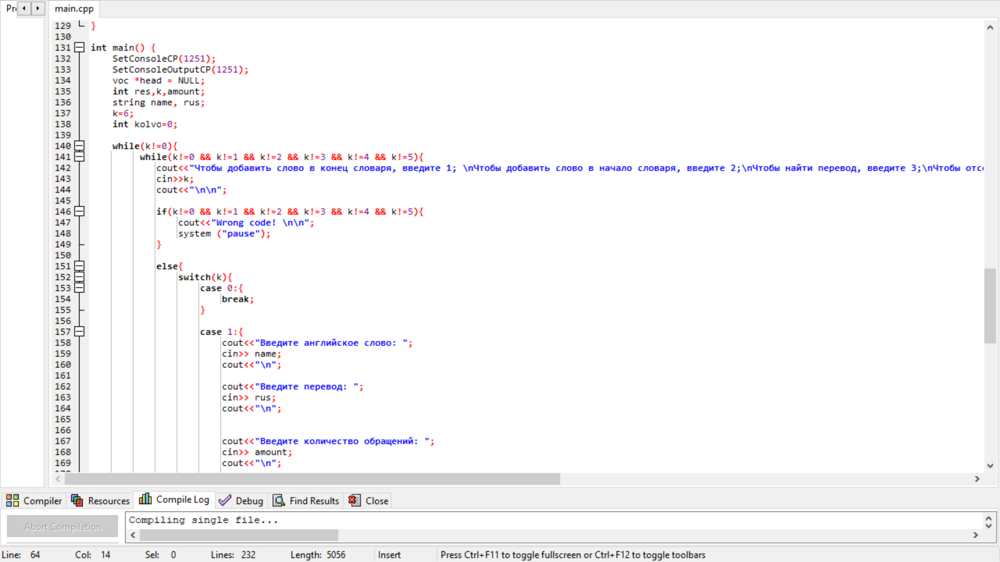 Pr main.cpp
129 }
130
131 int main() {
132 SetConsoleCP(1251);
133 SetConsoleOutputCP(1251);
134 voc *head = NULL;
135 int res,k,amount;
136 string name, rus;
137 k=6;
138 int kolvo=0;
139
140 while(k!=0){
141 while(k!=0 && k!=1 && k!=2 && k!=3 && k!=4 && k!=5){
142 cout<<"Чтобы добавить слово в конец словаря, введите 1; \nЧтобы добавить слово в начало словаря, введите 2;\nЧтобы найти перевод, введите 3;\nЧтобы отс
143 cin>>k;
144 cout<<"\n\n";
145
146 if(k!=0 && k!=1 && k!=2 && k!=3 && k!=4 && k!=5){
147 cout<<"Wrong code! \n\n";
148 system ("pause");
149 }
150
151 else{
152 switch(k){
153 case 0:{
154 break;
155 }
156
157 case 1:{
158 cout<<"Введите английское слово: ";
159 cin>> name;
160 cout<<"\n";
161
162 cout<<"Введите перевод: ";
163 cin>> rus;
164 cout<<"\n";
165
166
167 cout<<"Введите количество обращений: ";
168 cin>> amount;
169 cout<<"\n";
Compiler Resources Compile Log Debug Find Results Close
Abort Compilation
Compiling single file...
Line: 64 Col: 14 Sel: 0 Lines: 232 Length: 5056 Insert Press Ctrl+F11 to toggle fullscreen or Ctrl+F12 to toggle toolbars